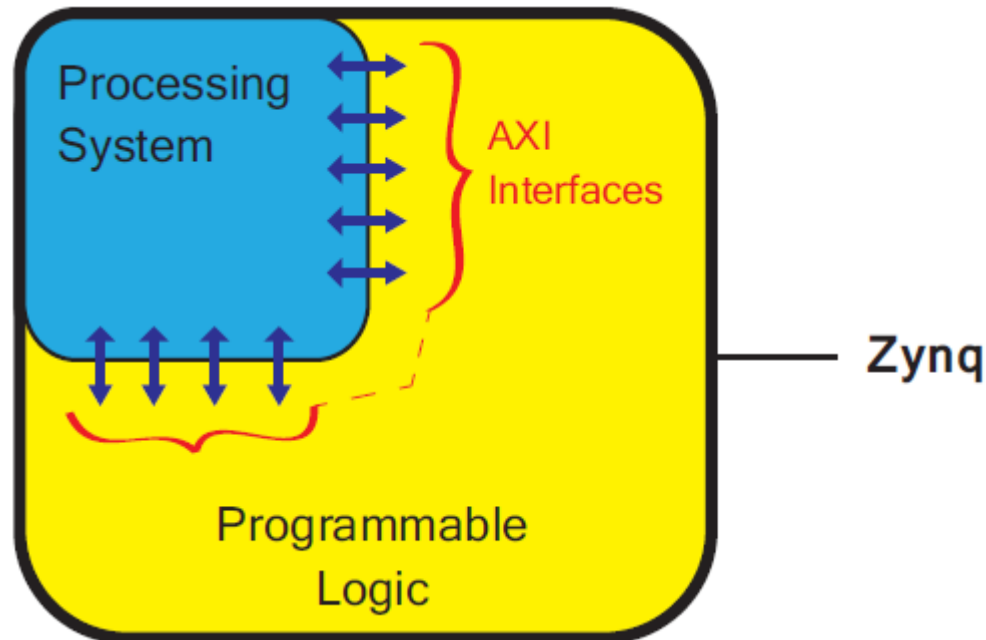 Processing
System
AXI
Interfaces
Zynq
Programmable
Logic